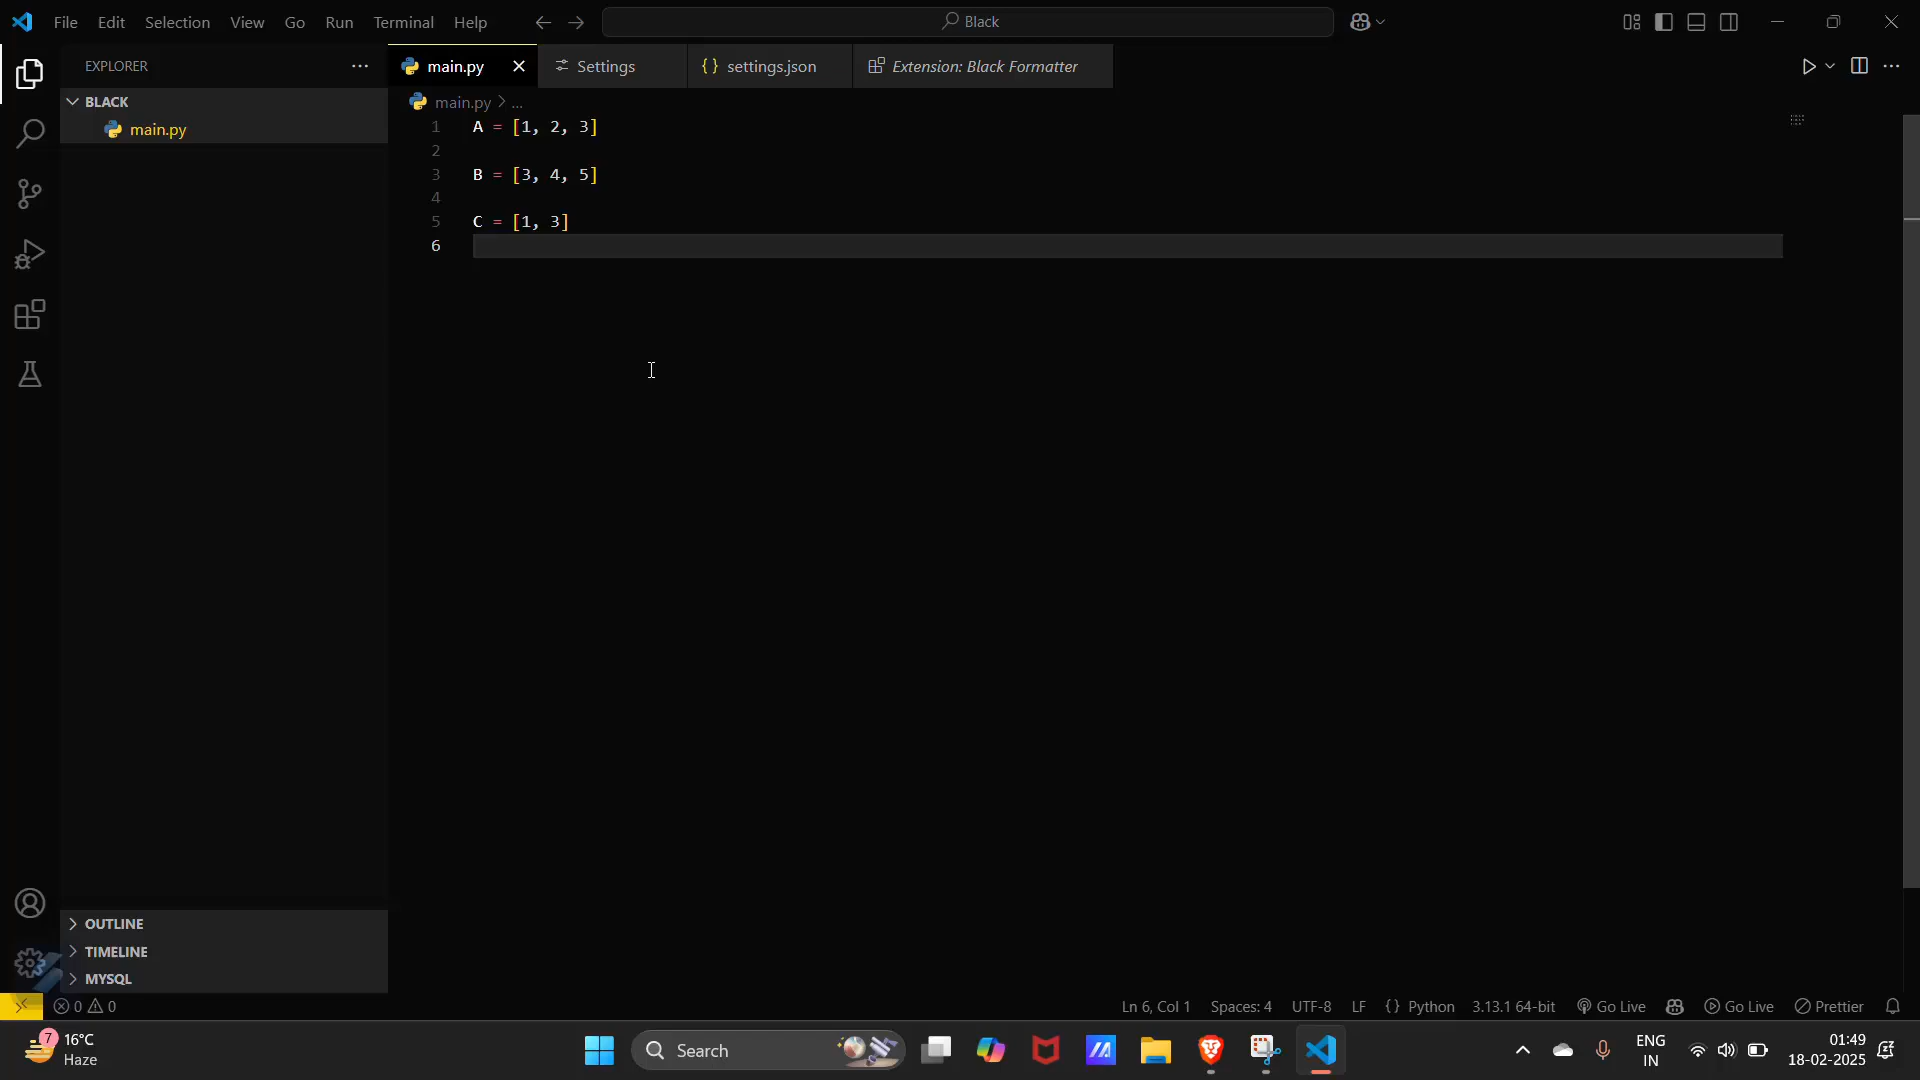 File Edit Selection View Go Run Terminal Help Black
EXPLORER
main.py Settings {} settings.json Extension: Black Formatter
BLACK
main.py
main.py > ...
1 A = [1, 2, 3]
2
3 B = [3, 4, 5]
4
5 C = [1, 3]
6
OUTLINE
TIMELINE
MYSQL
0 0 Ln 6, Col 1 Spaces: 4 UTF-8 LF {} Python 3.13.1 64-bit Go Live Go Live Prettier
7 16°C
Haze
Search
ENG
IN
01:49
18-02-2025